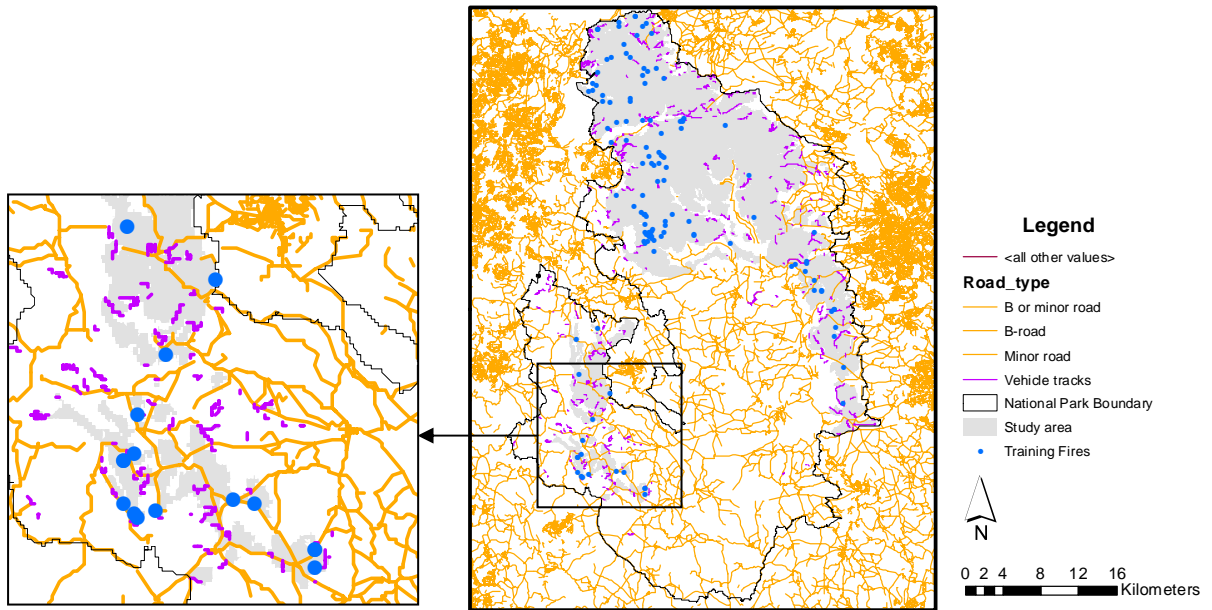 Legend
<all other values>
Road_type
B or minor road
B-road
Minor road
Vehicle tracks
National Park Boundary
Study area
Training Fires
N
0 2 4 8 12 16
Kilometers